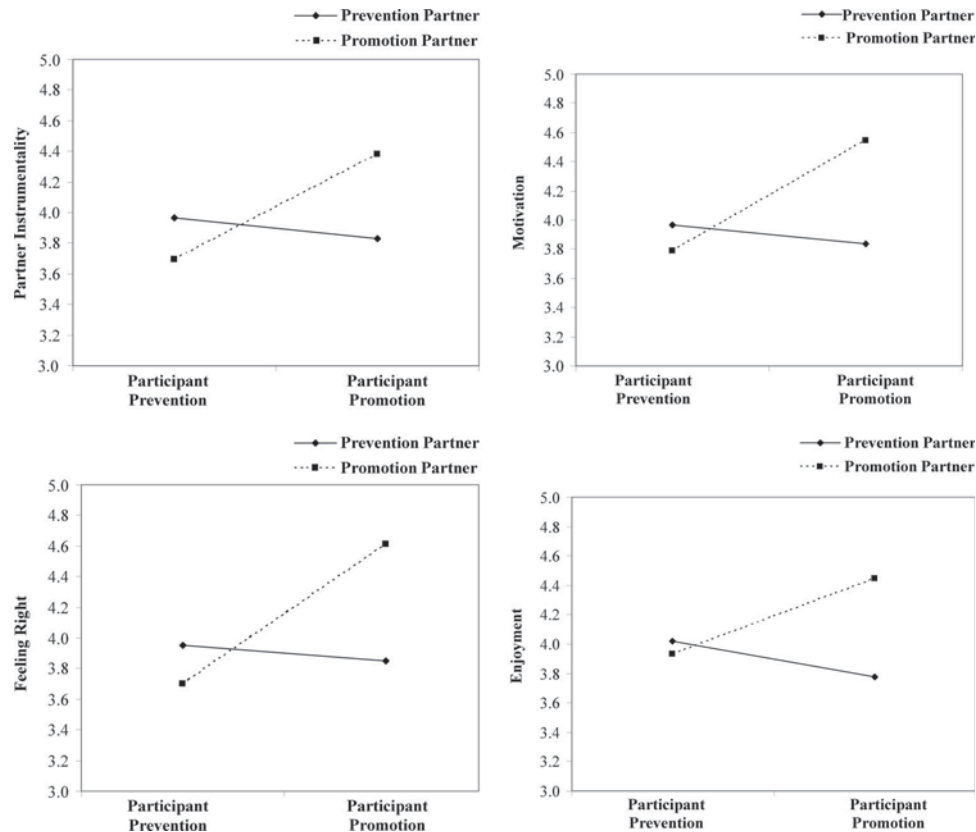 Prevention Partner
Promotion Partner
5.0
4.8
4.6
4.4
4.2
4.0
3.8
3.6
3.4
3.2
3.0
Partner Instrumentality
Participant
Prevention
Participant
Promotion
Prevention Partner
Promotion Partner
5.0
4.8
4.6
4.4
4.2
4.0
3.8
3.6
3.4
3.2
3.0
Motivation
Participant
Prevention
Participant
Promotion
Prevention Partner
Promotion Partner
5.0
4.8
4.6
4.4
4.2
4.0
3.8
3.6
3.4
3.2
3.0
Feeling Right
Participant
Prevention
Participant
Promotion
Prevention Partner
Promotion Partner
5.0
4.8
4.6
4.4
4.2
4.0
3.8
3.6
3.4
3.2
3.0
Enjoyment
Participant
Prevention
Participant
Promotion